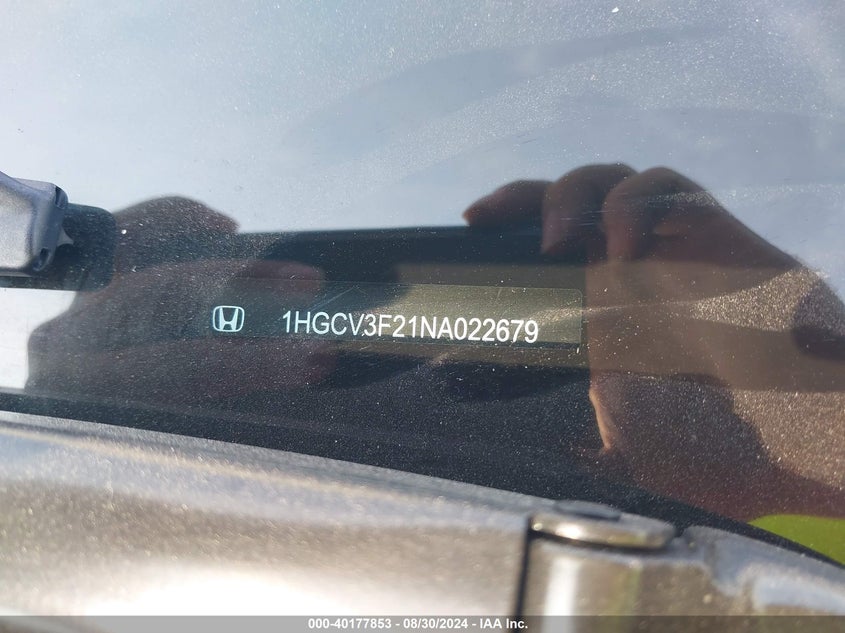 1HGCV3F21NA022679
000-40177853 - 08/30/2024 - IAA Inc.